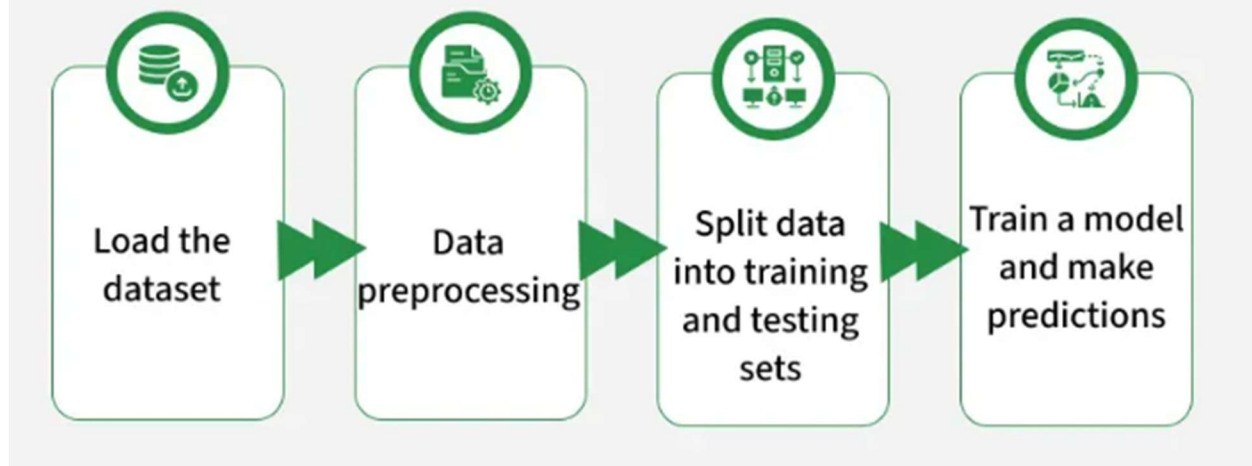 Load the
dataset
Data
preprocessing
Split data
into training
and testing
sets
Train a model
and make
predictions